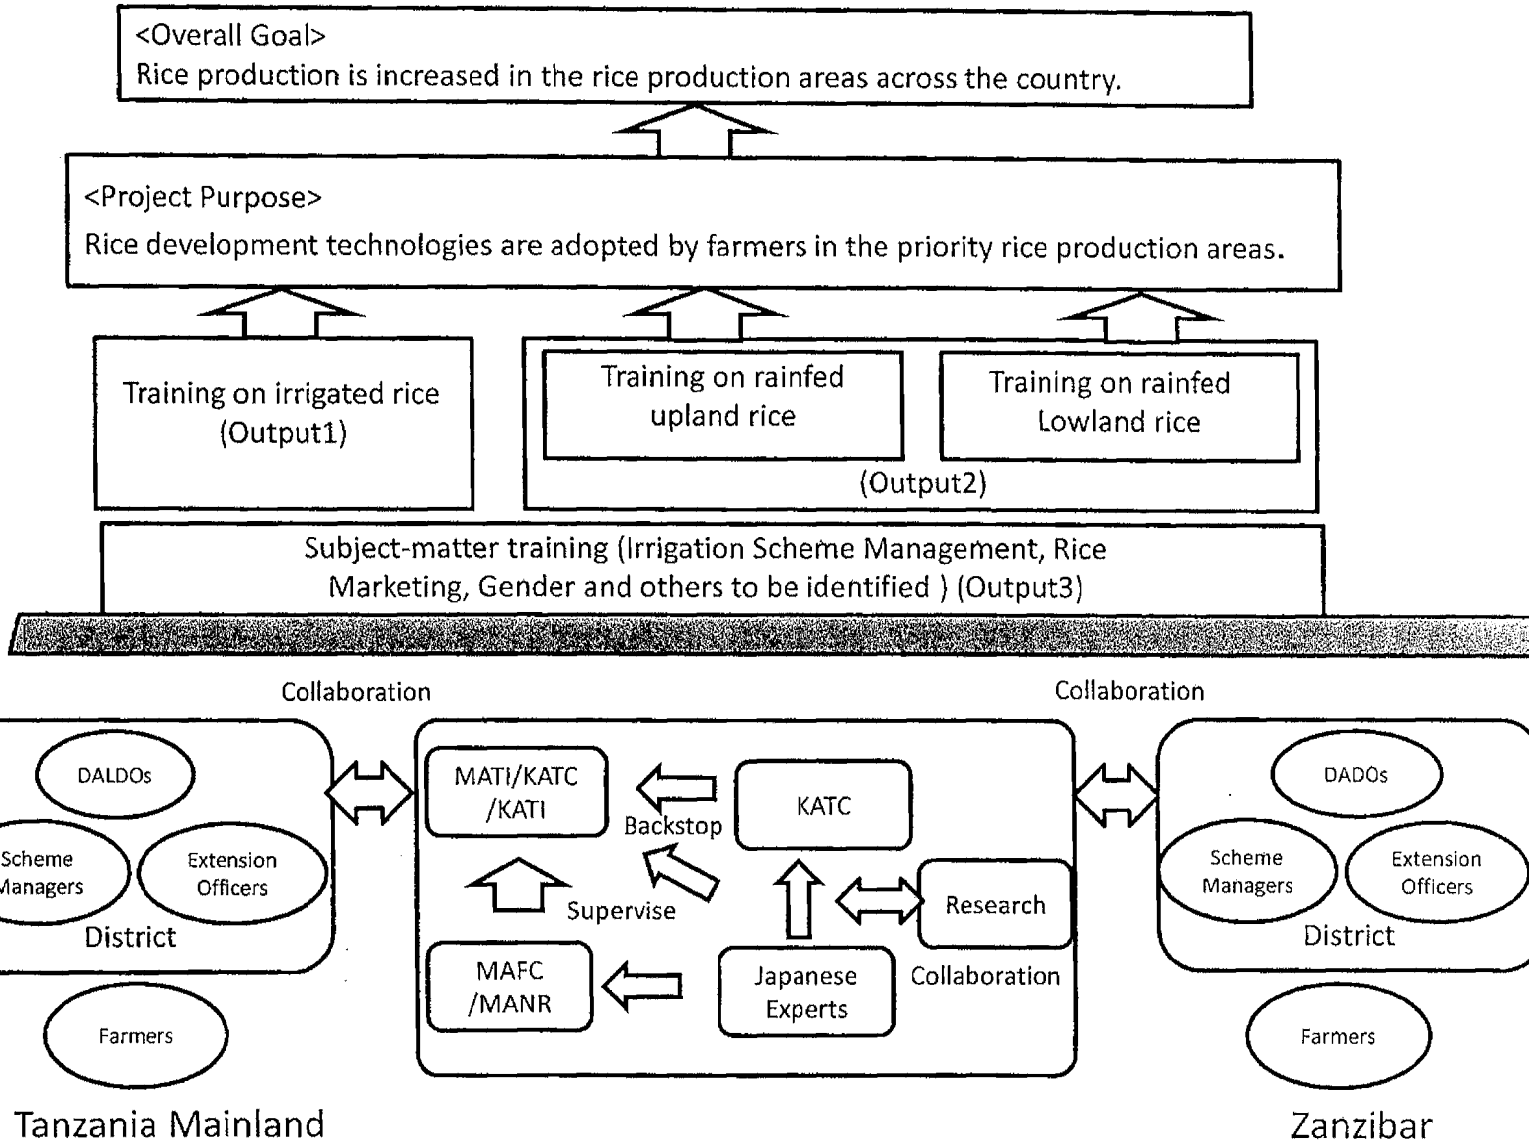 <Overall Goal>
Rice production is increased in the rice production areas across the country.
<Project Purpose>
Rice development technologies are adopted by farmers in the priority rice production areas.
Training on irrigated rice
(Output1)
Training on rainfed
upland rice
Training on rainfed
Lowland rice
(Output2)
Subject-matter training (Irrigation Scheme Management, Rice
Marketing, Gender and others to be identified ) (Output3)
Collaboration
Collaboration
DALDOs
Scheme
Managers
Extension
Officers
District
Farmers
Tanzania Mainland
MATI/KATC
/KATI
KATC
Backstop
Supervise
Research
Collaboration
MAFC
/MANR
Japanese
Experts
DADOs
Scheme
Managers
Extension
Officers
District
Farmers
Zanzibar